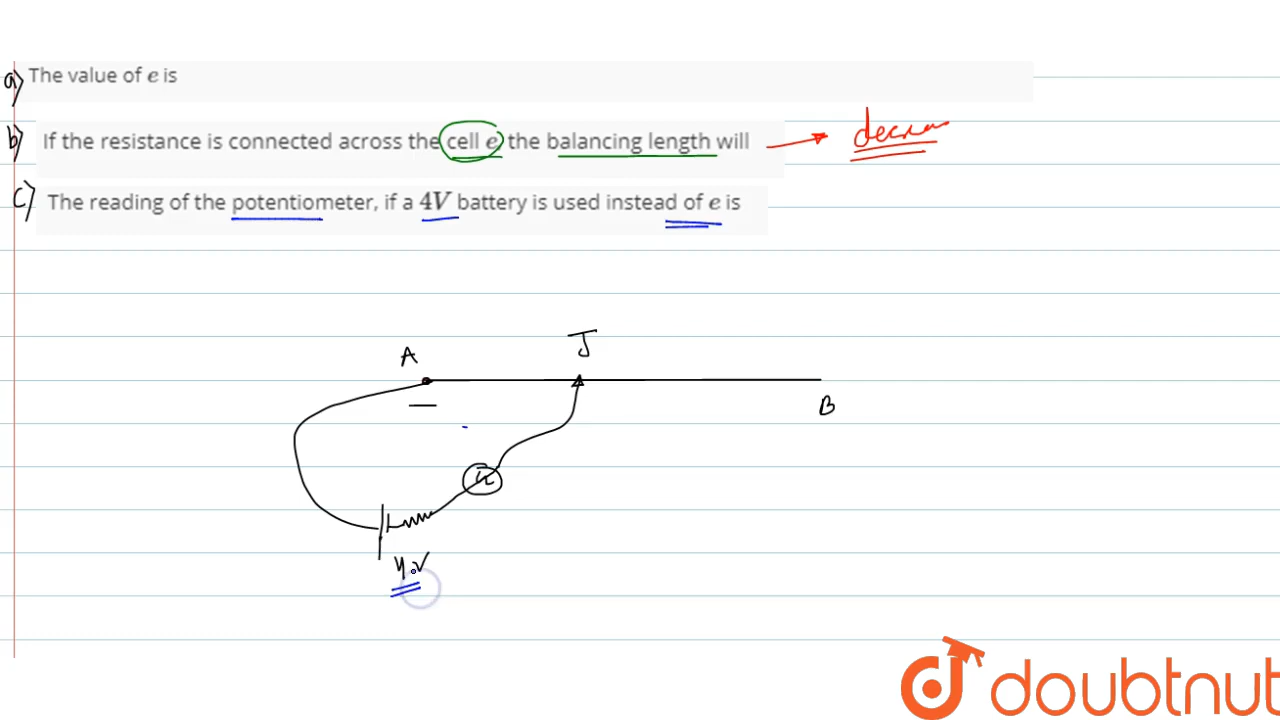 a) The value of e is
b) If the resistance is connected across the cell e the balancing length will
c) The reading of the potentiometer, if a 4V battery is used instead of e is
A
J
B
4V
doubtnut